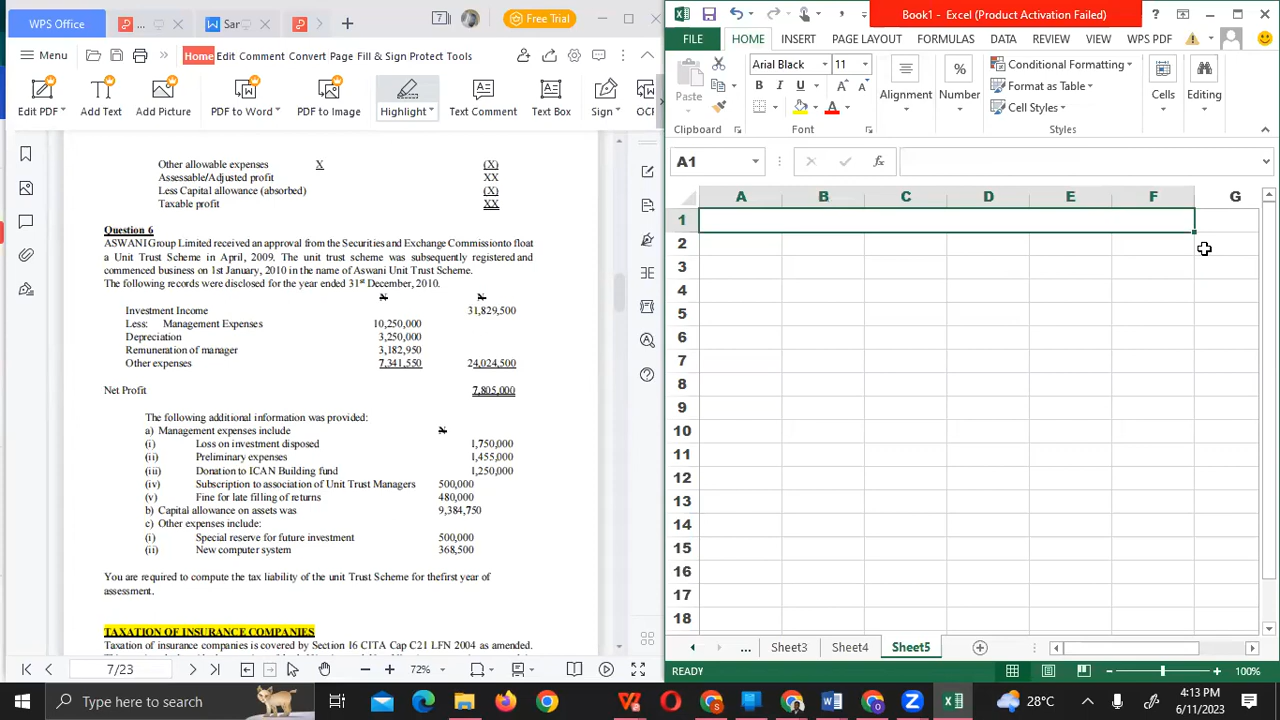 WPS Office
Sar
7
Free Trial
Menu
Home Edit Comment Convert Page Fill & Sign Protect Tools
Edit PDF
Add Text
Add Picture
PDF to Word
PDF to Image
Highlight
Text Comment
Text Box
Sign
Other allowable expenses X (X)
Assessable/Adjusted profit XX
Less Capital allowance (absorbed) (X)
Taxable profit XX
Question 6
ASWANI Group Limited received an approval from the Securities and Exchange Commissionto float
a Unit Trust Scheme in April, 2009. The unit trust scheme was subsequently registered and
commenced business on 1st January, 2010 in the name of Aswani Unit Trust Scheme.
The following records were disclosed for the year ended 31st December, 2010.
N N
Investment Income 31,829,500
Less: Management Expenses 10,250,000
Depreciation 3,250,000
Remuneration of manager 3,182,950
Other expenses 7,341,550 24,024,500
Net Profit 7,805,000
The following additional information was provided:
a) Management expenses include N
(i) Loss on investment disposed 1,750,000
(ii) Preliminary expenses 1,455,000
(iii) Donation to ICAN Building fund 1,250,000
(iv) Subscription to association of Unit Trust Managers 500,000
(v) Fine for late filling of returns 480,000
b) Capital allowance on assets was 9,384,750
c) Other expenses include:
(i) Special reserve for future investment 500,000
(ii) New computer system 368,500
You are required to compute the tax liability of the unit Trust Scheme for thefirst year of
assessment.
TAXATION OF INSURANCE COMPANIES
Taxation of insurance companies is covered by Section 16 CITA Cap C21 LFN 2004 as amended.
7/23
72%
Book1 - Excel (Product Activation Failed)
FILE HOME INSERT PAGE LAYOUT FORMULAS DATA REVIEW VIEW WPS PDF
Paste
Clipboard
Arial Black 11
B I U
Font
Alignment
%
Number
Conditional Formatting
Format as Table
Cell Styles
Styles
Cells
Editing
A1
fx
A B C D E F G
1
2
3
4
5
6
7
8
9
10
11
12
13
14
15
16
17
18
... Sheet3 Sheet4 Sheet5
READY
100%
Type here to search
28°C
4:13 PM
6/11/2023